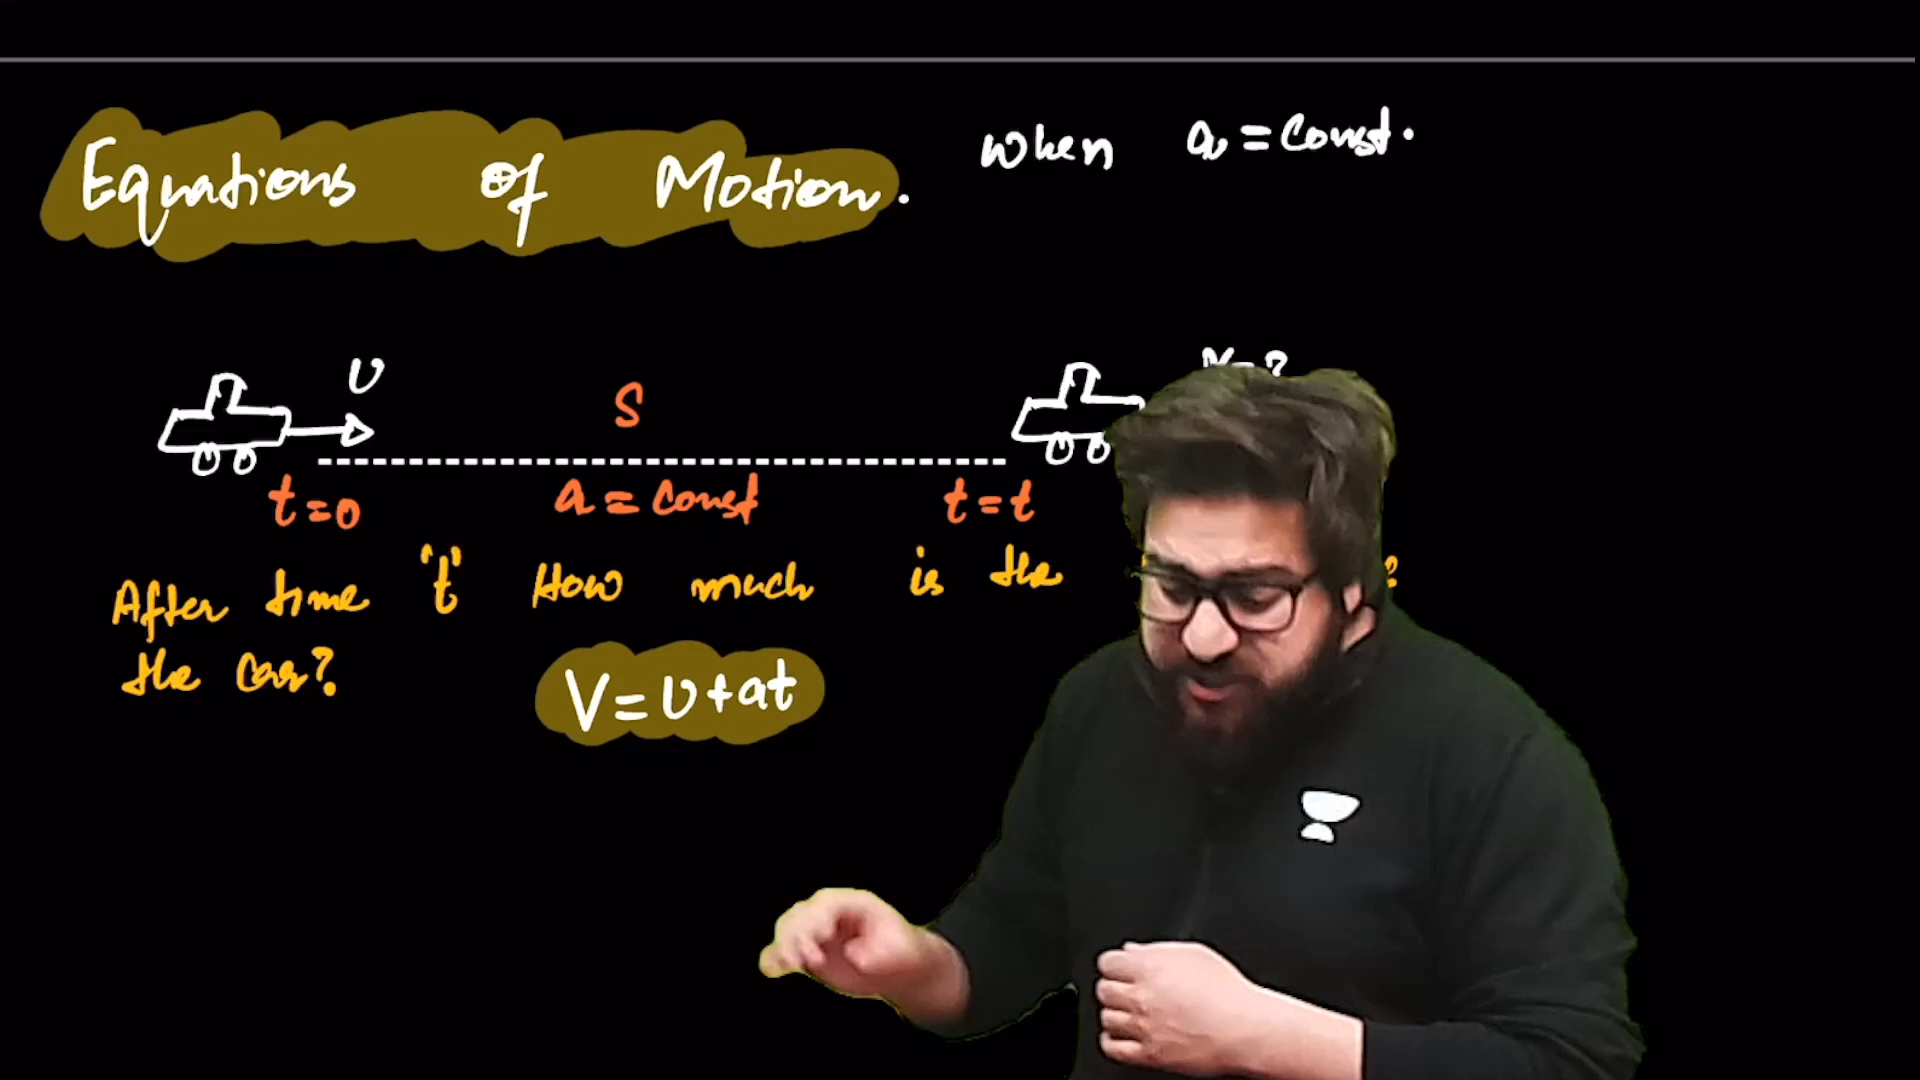 Equations of Motion. when a = const.
U
V = ?
S
t=0 a = const t=t
After time 't' How much is the ?
the car?
V=U+at